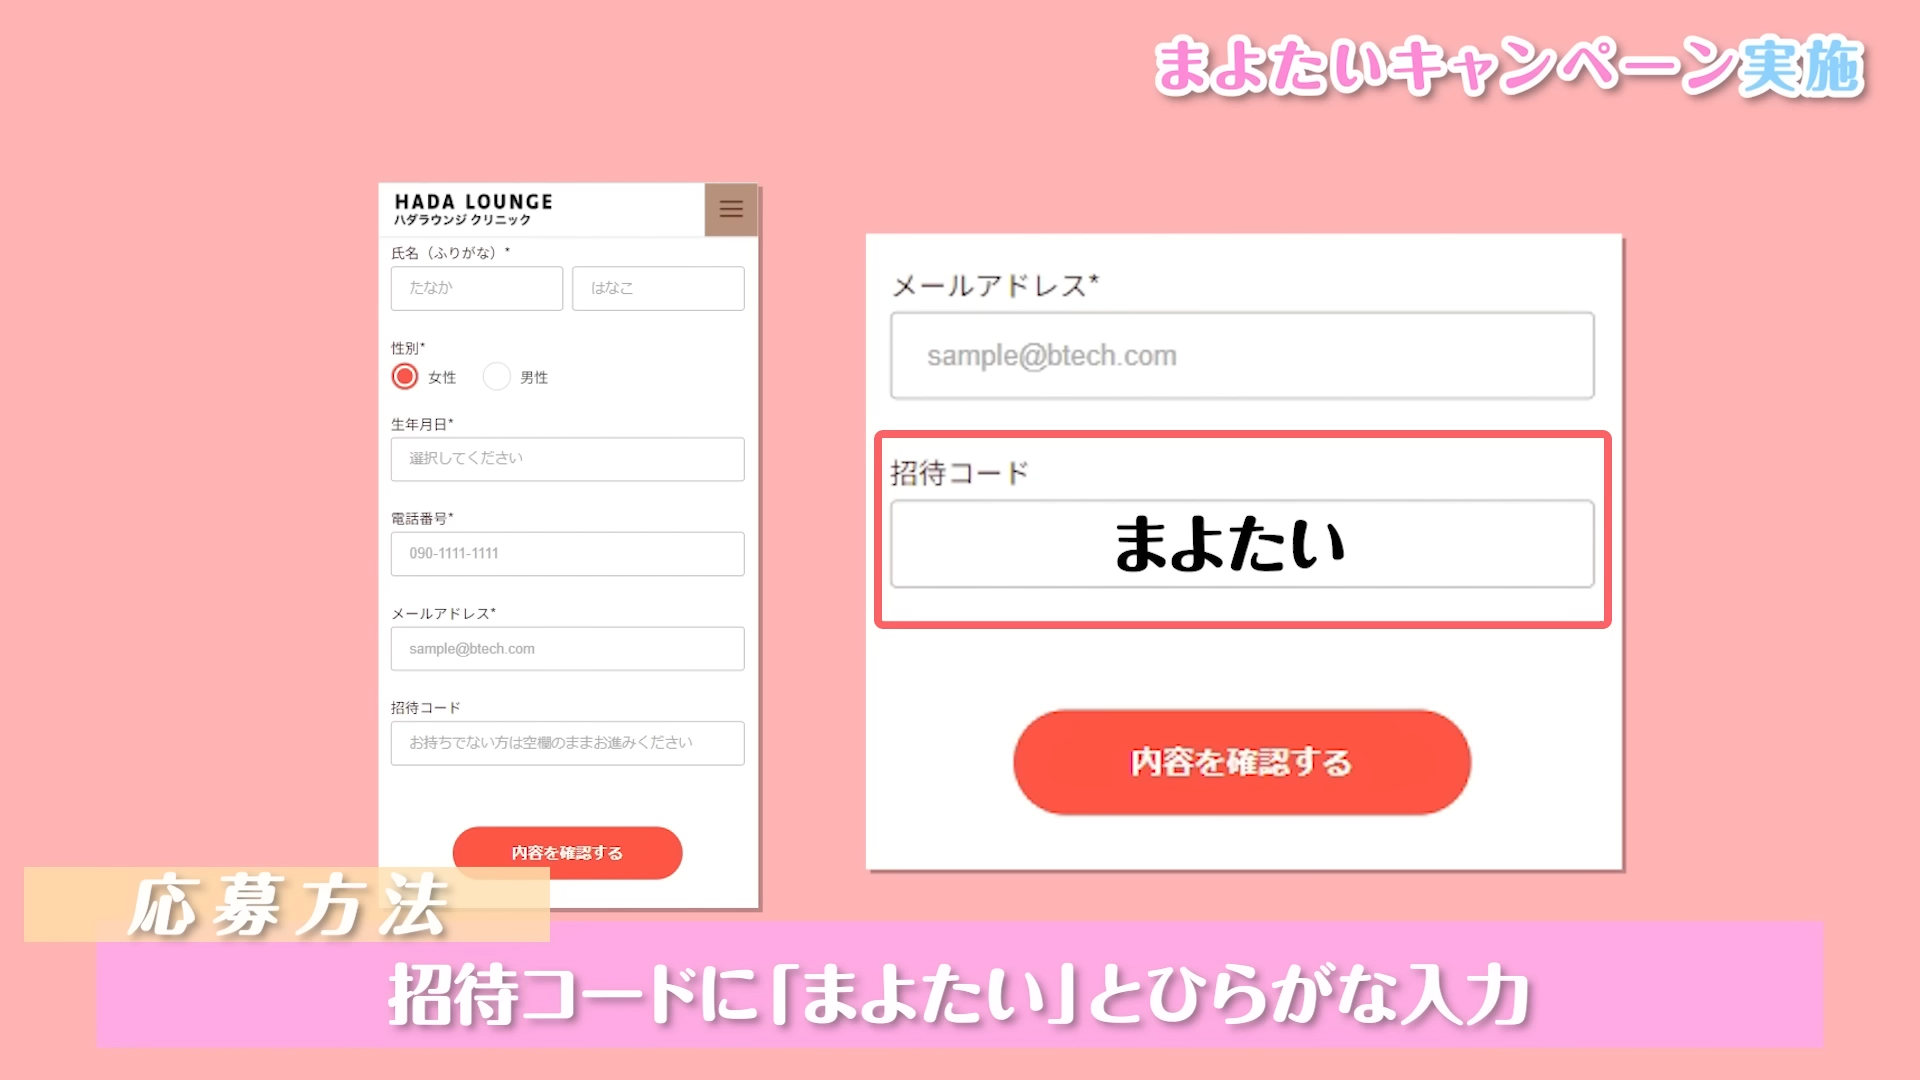 まよたいキャンペーン実施
HADA LOUNGE
ハダラウンジ クリニック
氏名（ふりがな）*
たなか
はなこ
性別*
女性
男性
生年月日*
選択してください
電話番号*
090-1111-1111
メールアドレス*
sample@btech.com
招待コード
お持ちでない方は空欄のままお進みください
内容を確認する
メールアドレス*
sample@btech.com
招待コード
まよたい
内容を確認する
応募方法
招待コードに「まよたい」とひらがな入力